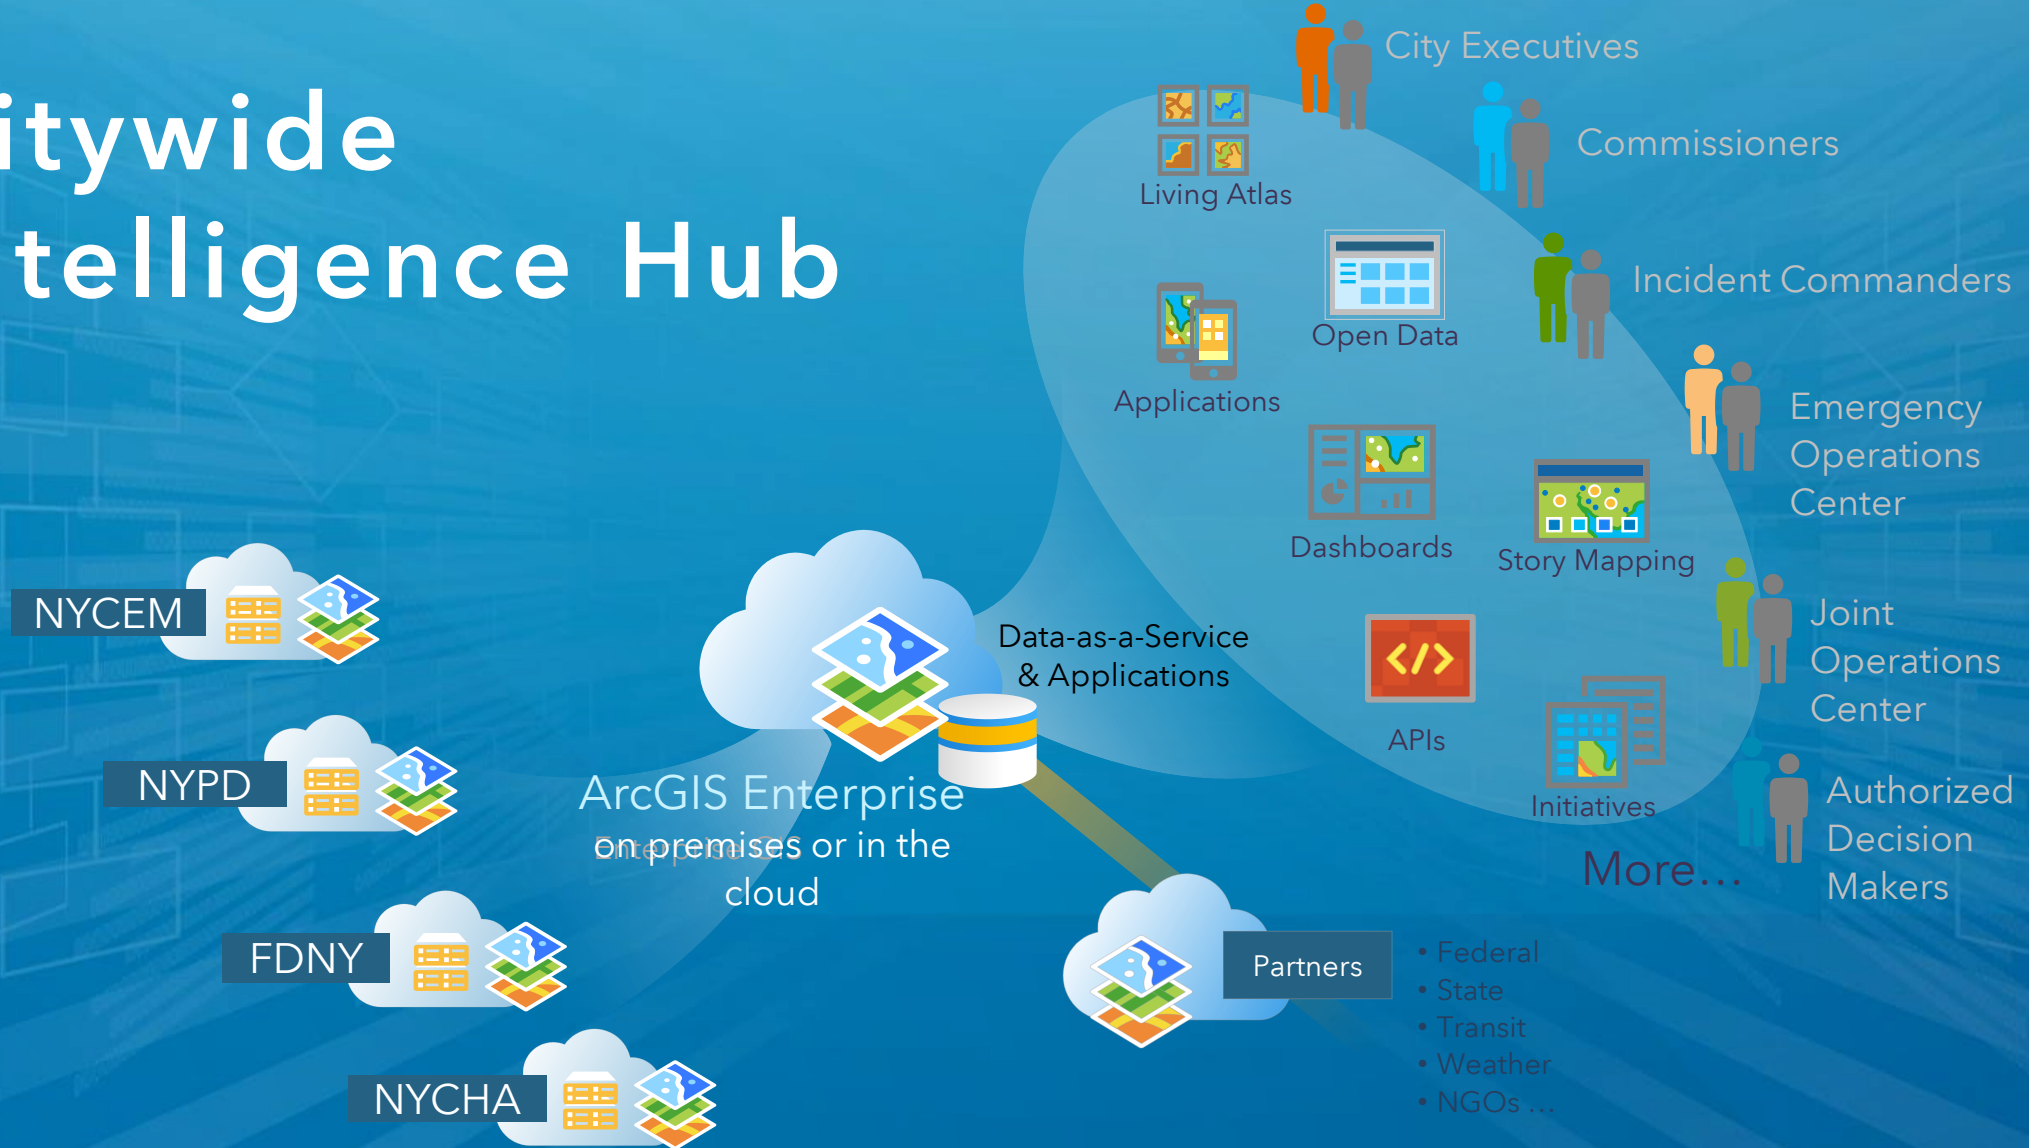 itywide
telligence Hub
City Executives
Commissioners
Incident Commanders
Emergency
Operations
Center
Joint
Operations
Center
Authorized
Decision
Makers
Living Atlas
Open Data
Applications
Dashboards
Story Mapping
APIs
Initiatives
More...
Data-as-a-Service
& Applications
ArcGIS Enterprise
on premises or in the
cloud
Enterprise GIS
NYCEM
NYPD
FDNY
NYCHA
Partners
• Federal
• State
• Transit
• Weather
• NGOs ...